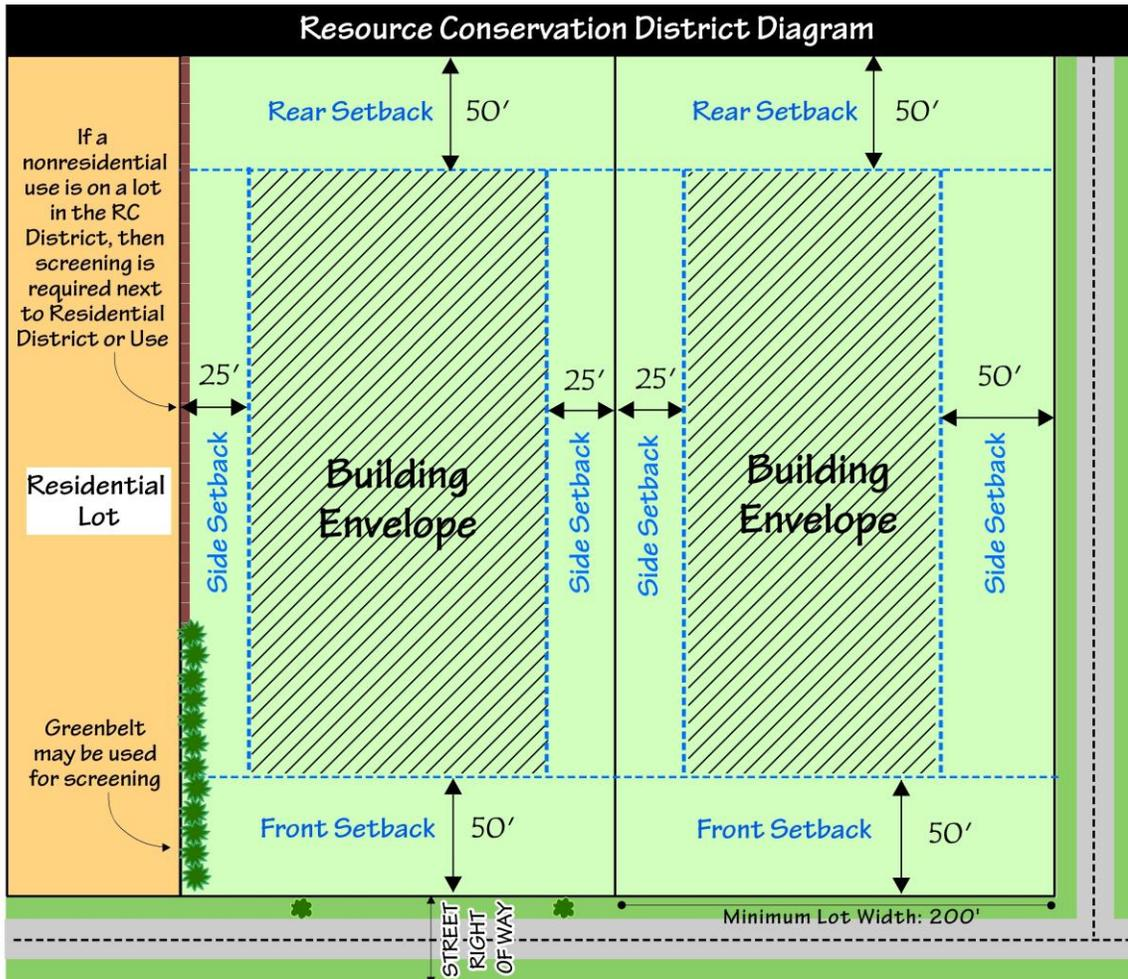 Resource Conservation District Diagram
Rear Setback
50'
Rear Setback
50'
If a
nonresidential
use is on a lot
in the RC
District, then
screening is
required next
to Residential
District or Use
25'
25'
25'
50'
Side Setback
Building
Envelope
Side Setback
Side Setback
Building
Envelope
Side Setback
Residential
Lot
Greenbelt
may be used
for screening
Front Setback
50'
Front Setback
50'
STREET
RIGHT
OF WAY
Minimum Lot Width: 200'